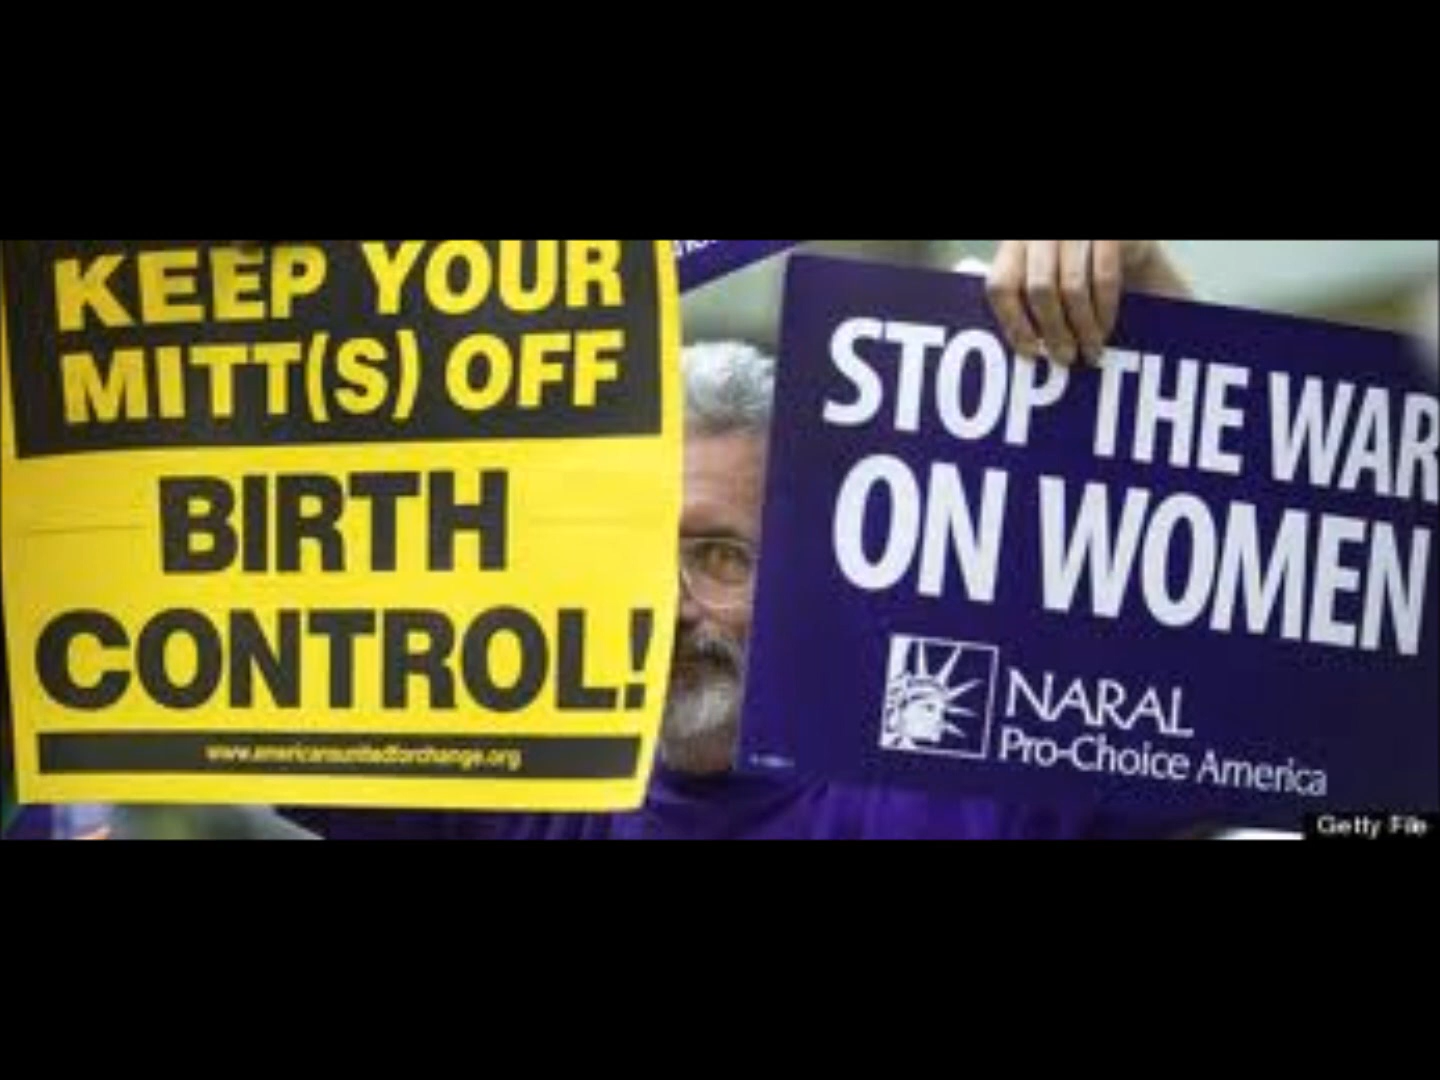 KEEP YOUR
MITT(S) OFF
BIRTH
CONTROL!
www.americansunitedforchange.org
STOP THE WAR
ON WOMEN
NARAL
Pro-Choice America
Getty File